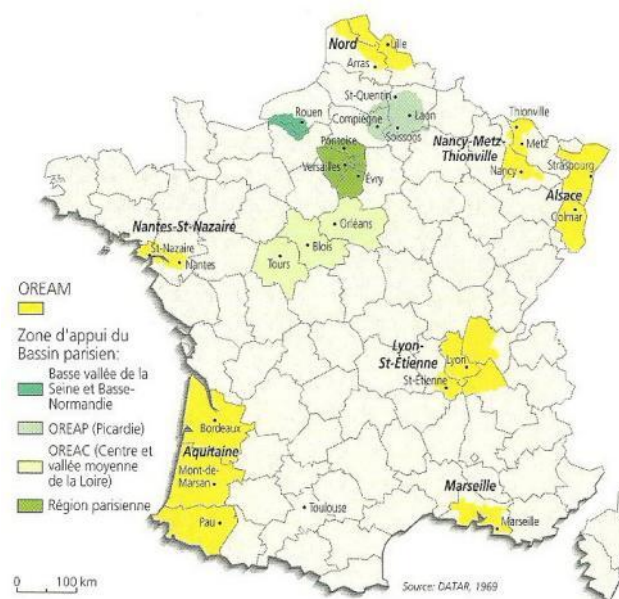 Nord
Lille
Arras
St-Quentin
Rouen
Compiègne
Laon
Soissons
Thionville
Pontoise
Nancy-Metz-
Thionville
Metz
Versailles
Strasbourg
Evry
Nancy
Alsace
Orléans
Colmar
Nantes-St-Nazaire
Blois
St-Nazaire
Tours
Nantes
OREAM
Zone d'appui du
Bassin parisien:
Basse vallée de la
Seine et Basse-
Normandie
OREAP (Picardie)
OREAC (Centre et
vallée moyenne
de la Loire)
Région parisienne
Lyon-
St-Étienne
Lyon
St-Étienne
Bordeaux
Aquitaine
Mont-de-
Marsan
Marseille
Toulouse
Pau
Marseille
0 100 km
Source: DATAR, 1969